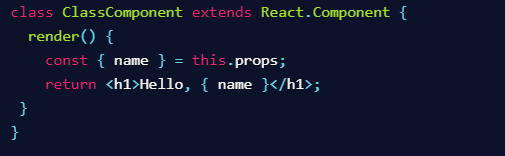 class ClassComponent extends React.Component {
  render() {
    const { name } = this.props;
    return <h1>Hello, { name }</h1>;
 }
}